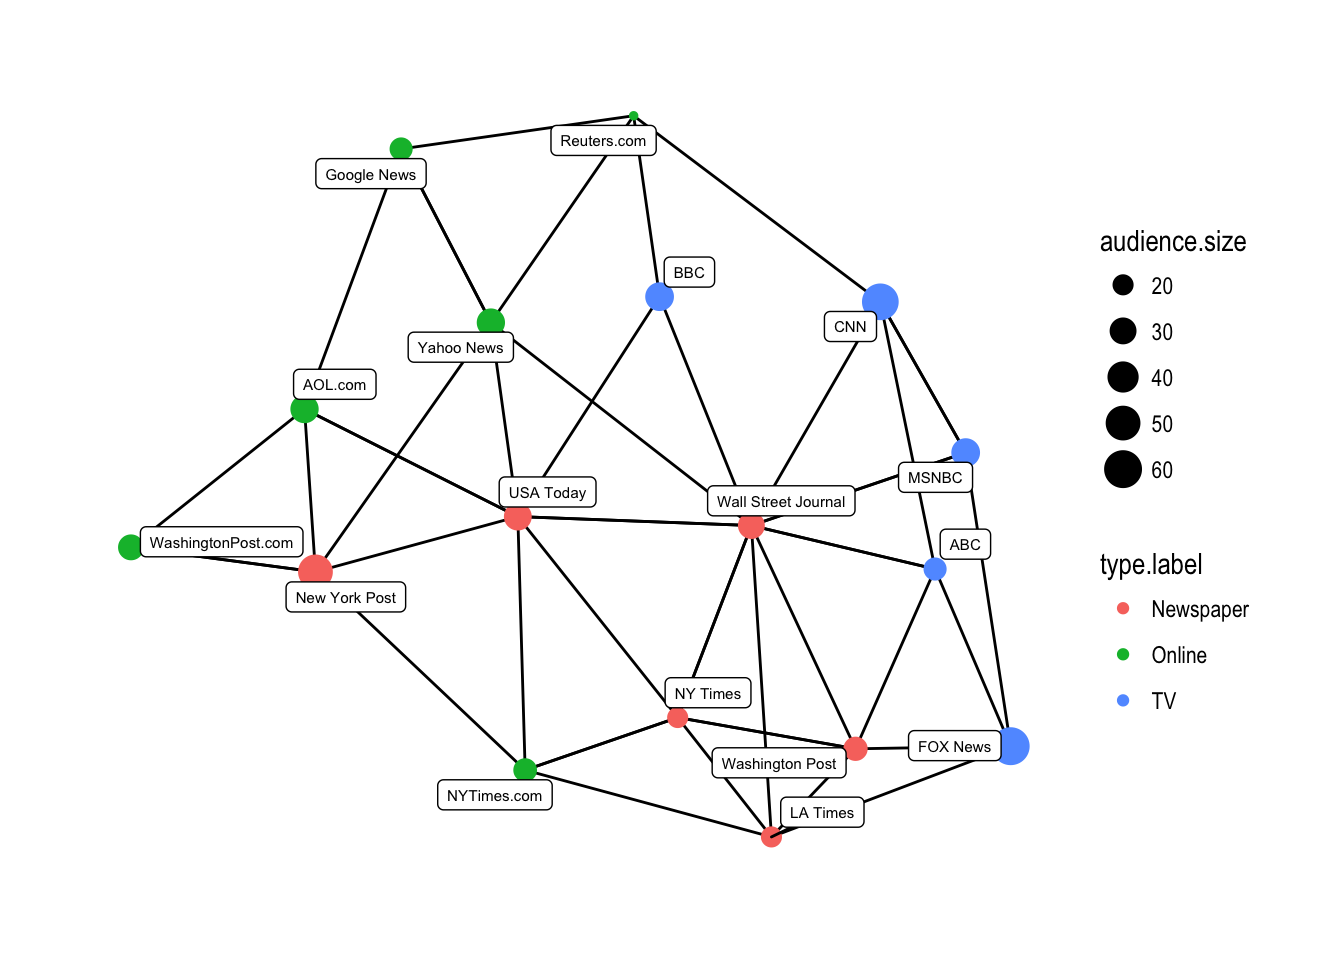 Reuters.com
Google News
BBC
CNN
Yahoo News
AOL.com
MSNBC
USA Today
Wall Street Journal
WashingtonPost.com
ABC
New York Post
NY Times
FOX News
Washington Post
NYTimes.com
LA Times
audience.size
20
30
40
50
60
type.label
Newspaper
Online
TV